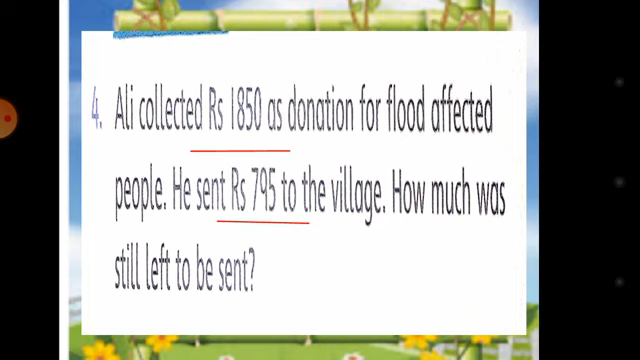 4. Ali collected Rs 1850 as donation for flood affected
people. He sent Rs 795 to the village. How much was
still left to be sent?